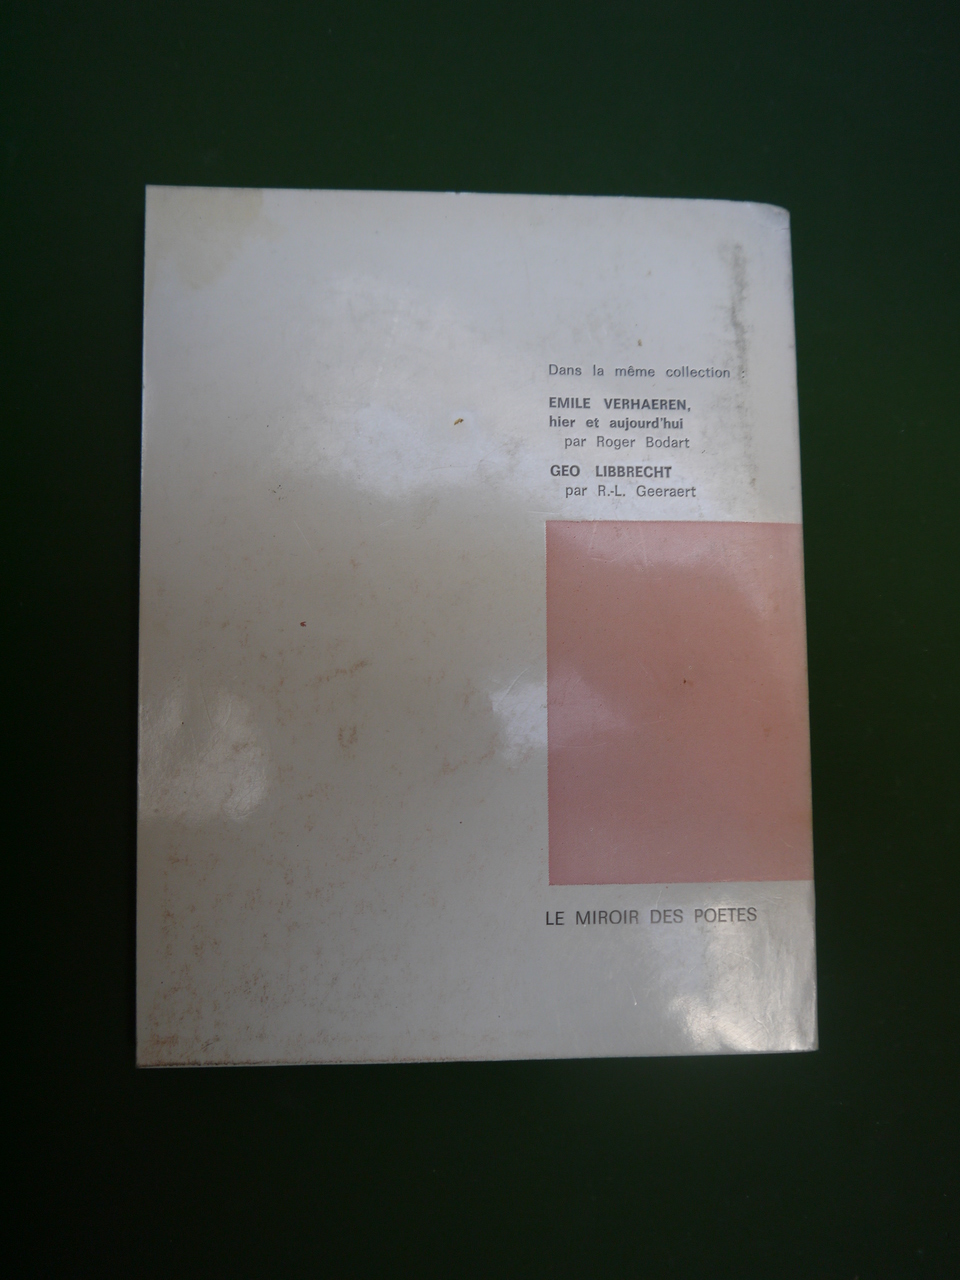 Dans la même collection :
EMILE VERHAEREN,
hier et aujourd'hui
par Roger Bodart
GEO LIBBRECHT
par R.-L. Geeraert
LE MIROIR DES POETES